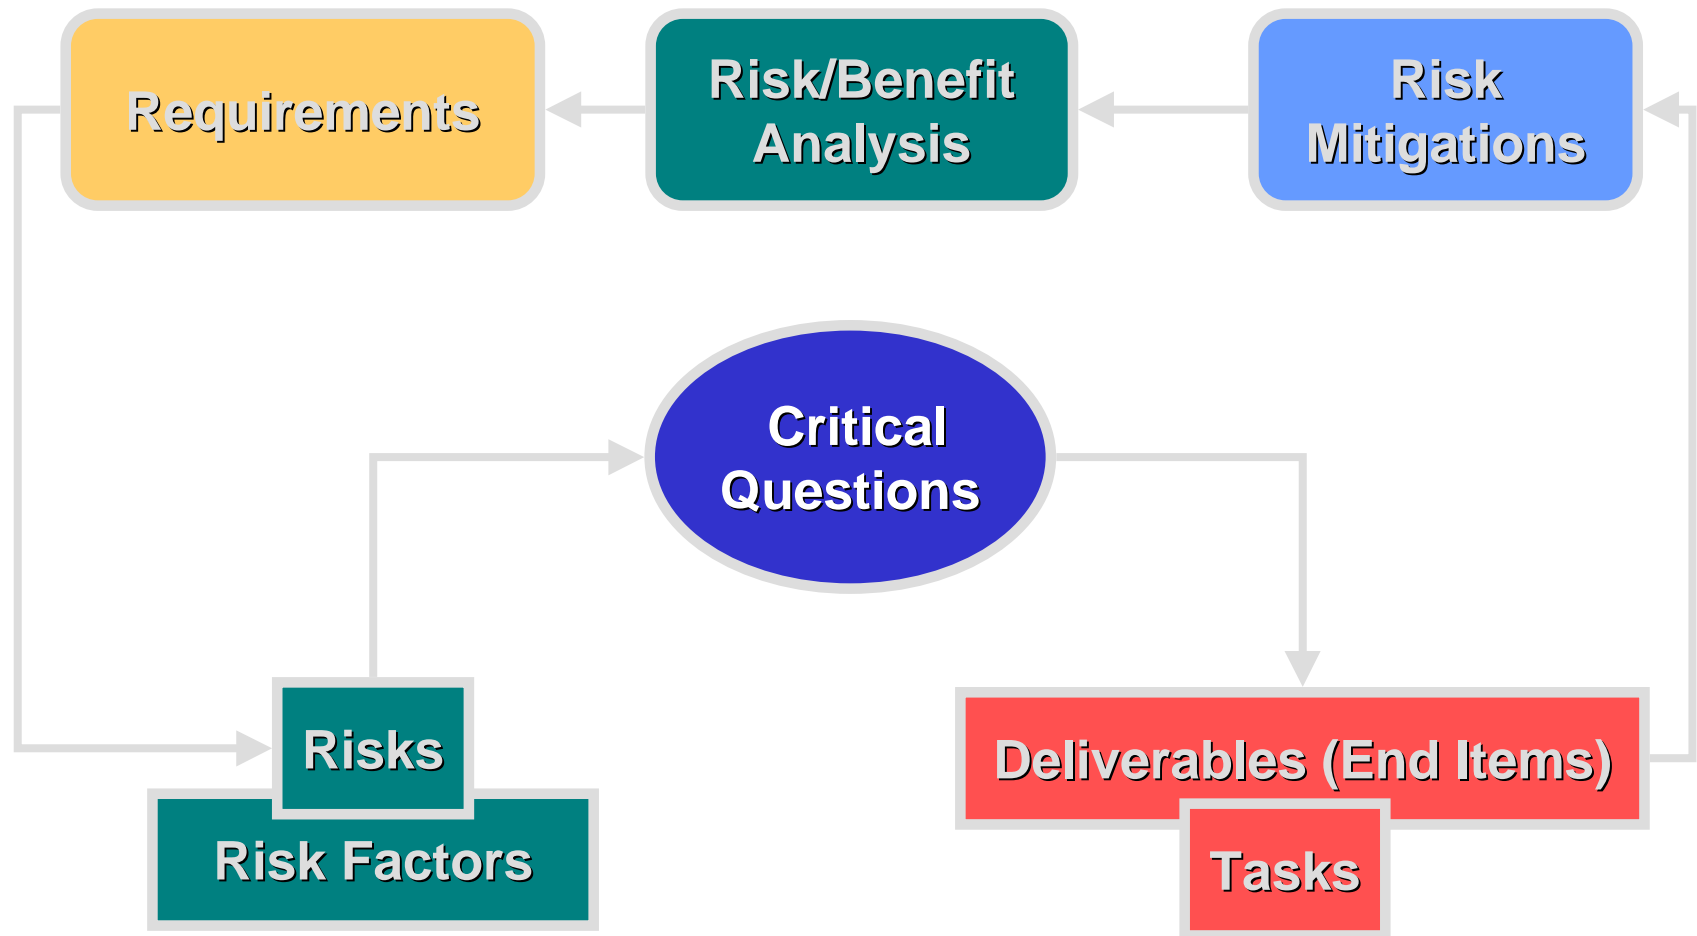 Requirements
Risk/Benefit
Analysis
Risk
Mitigations
Critical
Questions
Risks
Risk Factors
Deliverables (End Items)
Tasks